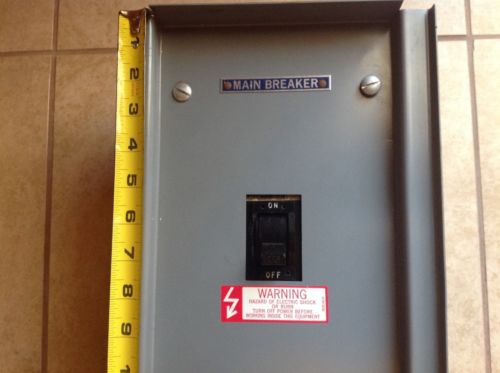 MAIN BREAKER
1
2
3
4
5
6
7
8
9
ON
OFF
WARNING
HAZARD OF ELECTRIC SHOCK
OR BURN
TURN OFF POWER BEFORE
WORKING INSIDE THIS EQUIPMENT